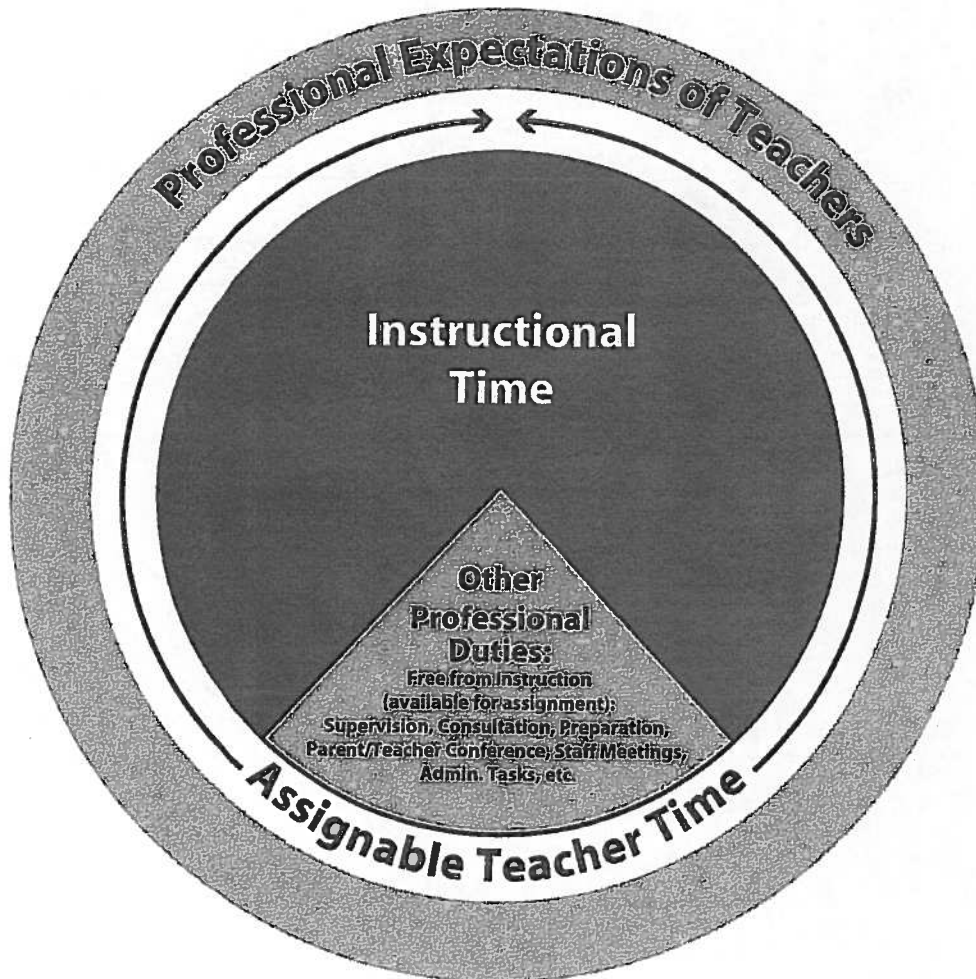 Professional Expectations of Teachers
Instructional
Time
Other
Professional
Duties:
Free from Instruction
(available for assignment):
Supervision, Consultation, Preparation,
Parent/Teacher Conference, Staff Meetings,
Admin. Tasks, etc.
Assignable Teacher Time